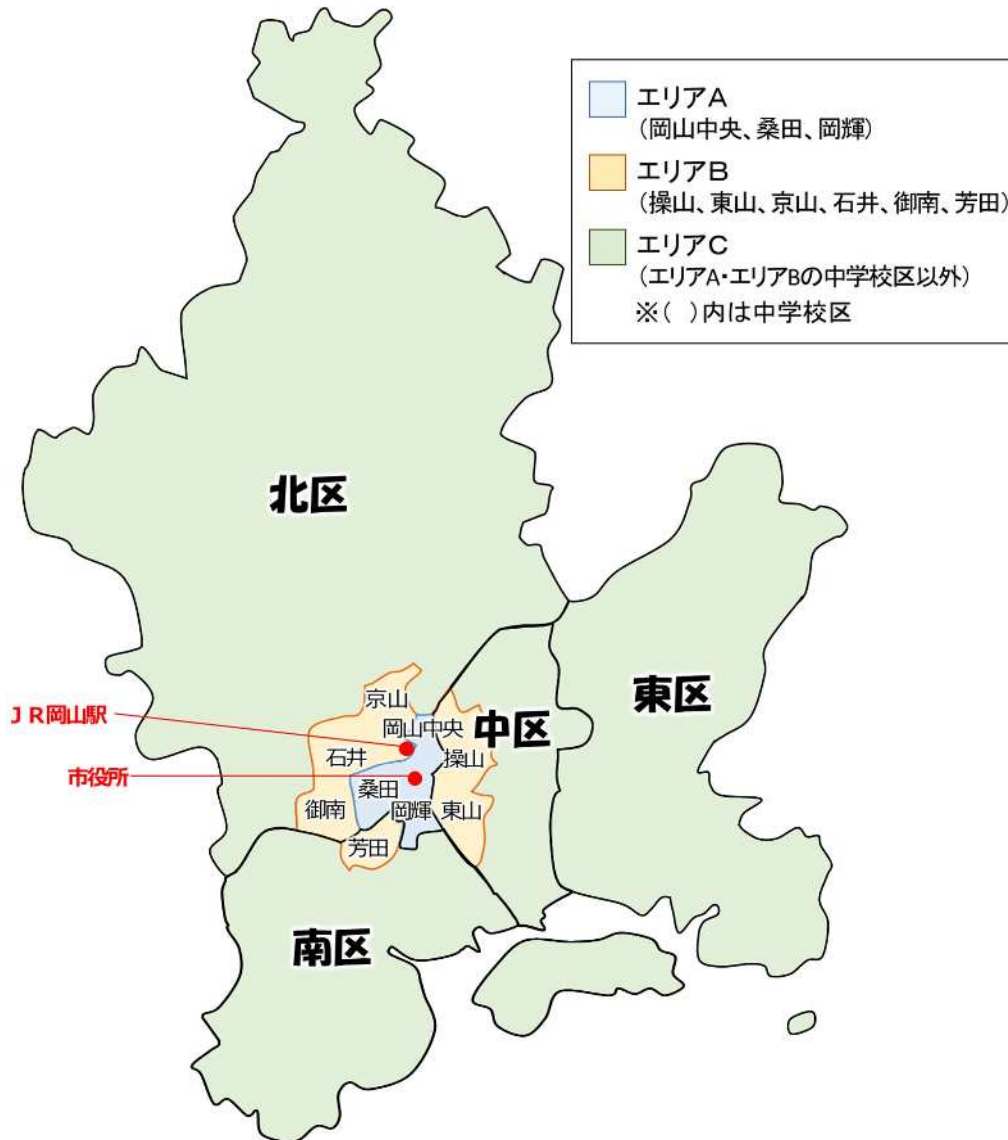 エリアA
（岡山中央、桑田、岡輝）
エリアB
（操山、東山、京山、石井、御南、芳田）
エリアC
（エリアA・エリアBの中学校区以外）
※（　）内は中学校区
北区
東区
中区
京山
JR岡山駅
岡山中央
石井
操山
市役所
桑田
御南
岡輝
東山
芳田
南区